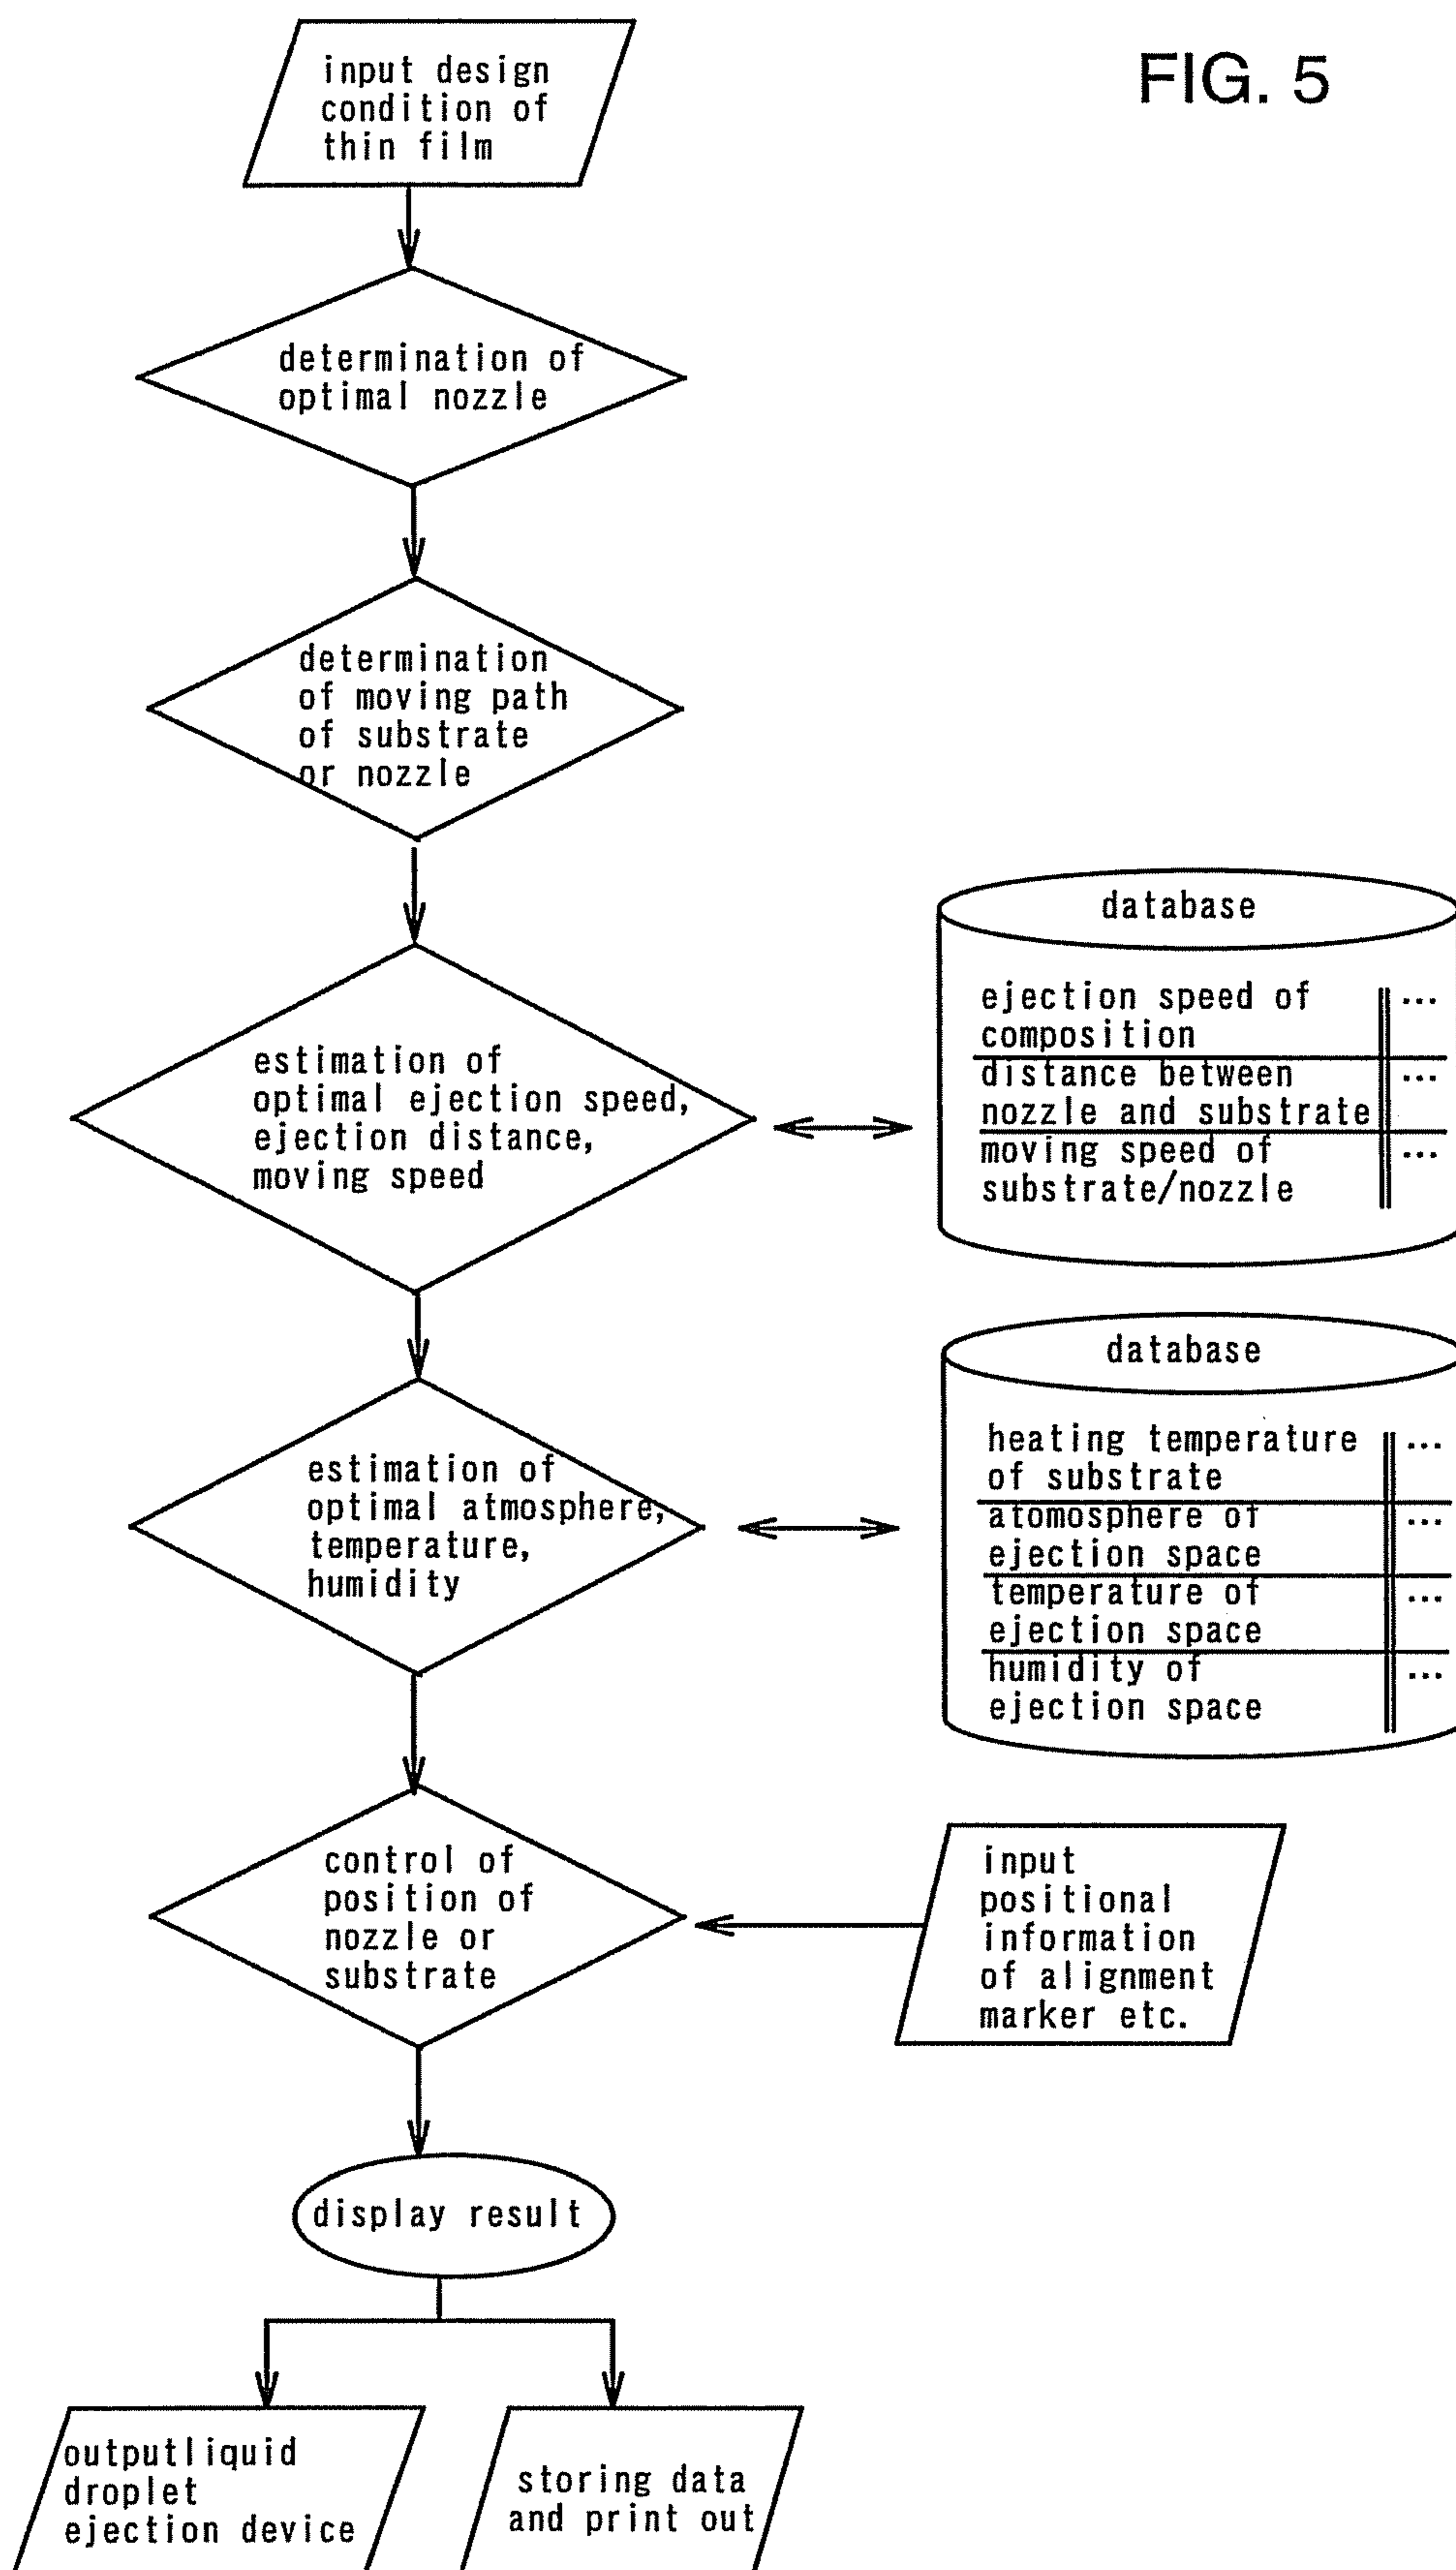 FIG. 5
input design
condition of
thin film
determination of
optimal nozzle
determination
of moving path
of substrate
or nozzle
estimation of
optimal ejection speed,
ejection distance,
moving speed
database
ejection speed of ...
composition
distance between ...
nozzle and substrate
moving speed of ...
substrate/nozzle
estimation of
optimal atmosphere,
temperature,
humidity
database
heating temperature ...
of substrate
atomosphere of ...
ejection space
temperature of ...
ejection space
humidity of ...
ejection space
control of
position of
nozzle or
substrate
input
positional
information
of alignment
marker etc.
display result
outputliquid
droplet
ejection device
storing data
and print out